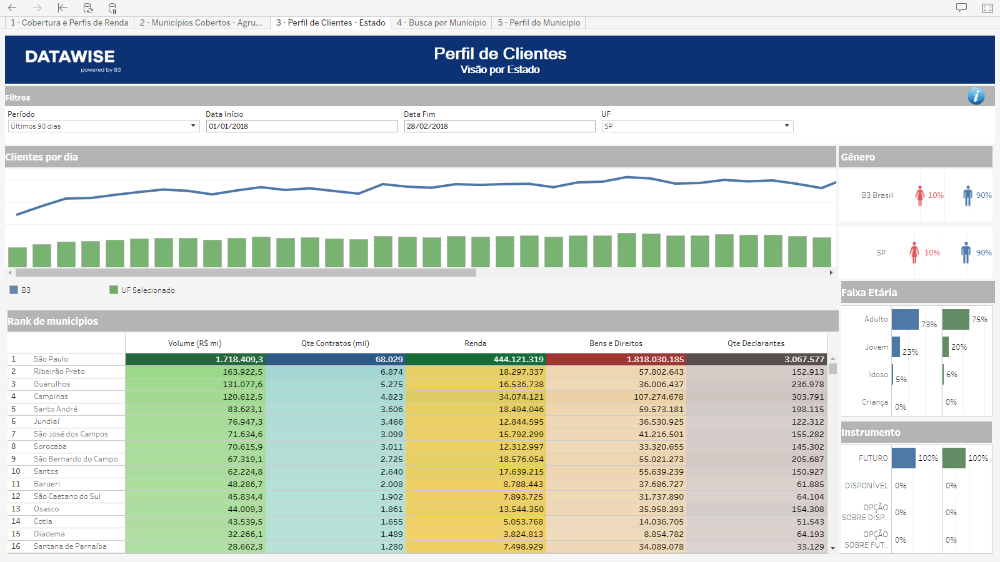 1 - Cobertura e Perfis de Renda
2 - Municípios Cobertos - Agru...
3 - Perfil de Clientes - Estado
4 - Busca por Município
5 - Perfil do Municipio
DATAWISE
powered by B3
Perfil de Clientes
Visão por Estado
Filtros
i
Período
Data Início
Data Fim
UF
Últimos 90 dias
01/01/2018
28/02/2018
SP
Clientes por dia
B3
UF Selecionado
Gênero
B3 Brasil
10%
90%
SP
10%
90%
Faixa Etária
Adulto
73%
75%
Jovem
23%
20%
Idoso
5%
6%
Criança
0%
0%
Instrumento
FUTURO
100%
100%
DISPONÍVEL
0%
0%
OPÇÃO
SOBRE DISP..
0%
0%
OPÇÃO
SOBRE FUT..
0%
0%
Rank de municipios
Volume (R$ mi) Qte Contratos (mil) Renda Bens e Direitos Qte Declarantes
1 São Paulo 1.718.409,3 68.029 444.121.319 1.818.030.185 3.067.577
2 Ribeirão Preto 163.922,5 6.874 18.297.337 57.802.643 152.913
3 Guarulhos 131.077,6 5.275 16.536.738 36.006.437 236.978
4 Campinas 120.612,5 4.823 34.074.121 107.274.678 303.791
5 Santo André 83.623,1 3.606 18.494.046 59.573.181 198.115
6 Jundiaí 76.947,3 3.466 12.844.595 36.530.925 122.312
7 São José dos Campos 71.634,6 3.099 15.792.299 41.216.501 155.282
8 Sorocaba 70.615,9 3.011 12.312.997 33.320.655 145.302
9 São Bernardo do Campo 67.319,1 2.725 18.576.054 55.021.273 205.687
10 Santos 62.224,8 2.640 17.639.215 55.639.239 150.927
11 Barueri 48.286,7 2.008 8.788.443 37.686.727 61.885
12 São Caetano do Sul 45.834,4 1.902 7.893.725 31.737.890 64.104
13 Osasco 44.009,3 1.861 13.544.350 35.958.393 154.308
14 Cotia 43.539,5 1.655 5.053.768 14.036.705 51.543
15 Diadema 32.266,1 1.489 3.824.813 8.854.782 64.193
16 Santana de Parnaíba 28.662,3 1.280 7.498.929 34.089.078 33.129